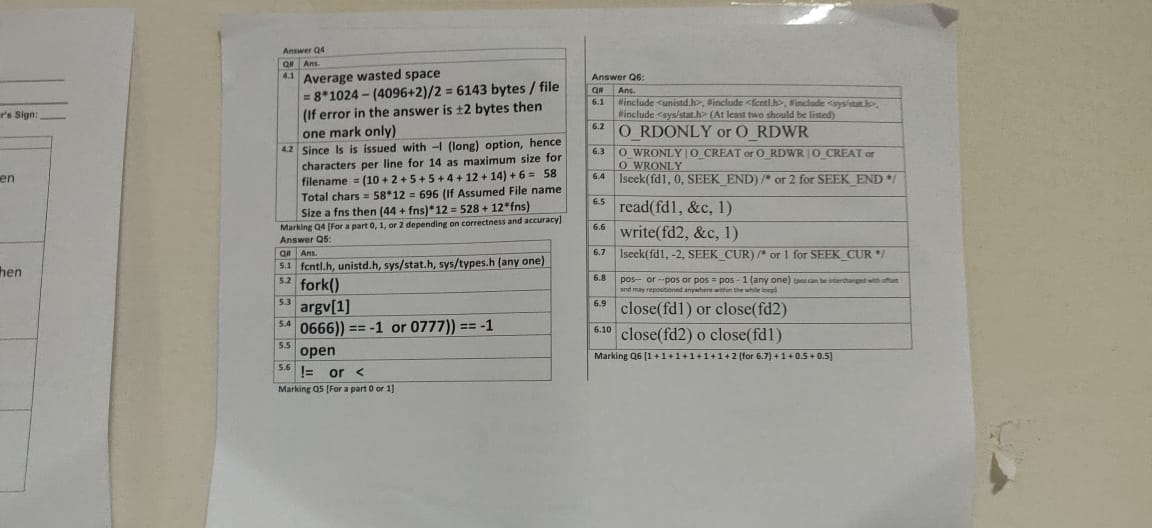 r's Sign:
en
hen
Answer Q4
Q# Ans.
4.1 Average wasted space
= 8*1024 – (4096+2)/2 = 6143 bytes / file
(If error in the answer is ±2 bytes then
one mark only)
4.2 Since ls is issued with –l (long) option, hence
characters per line for 14 as maximum size for
filename = (10 + 2 + 5 + 5 + 4 + 12 + 14) + 6 = 58
Total chars = 58*12 = 696 (If Assumed File name
Size a fns then (44 + fns)*12 = 528 + 12*fns)
Marking Q4 [For a part 0, 1, or 2 depending on correctness and accuracy]
Answer Q5:
Q# Ans.
5.1 fcntl.h, unistd.h, sys/stat.h, sys/types.h (any one)
5.2 fork()
5.3 argv[1]
5.4 0666)) == -1 or 0777)) == -1
5.5 open
5.6 != or <
Marking Q5 [For a part 0 or 1]
Answer Q6:
Q# Ans.
6.1 #include <unistd.h>, #include <fcntl.h>, #include <sys/stat.h>,
#include <sys/stat.h> (At least two should be listed)
6.2 O_RDONLY or O_RDWR
6.3 O_WRONLY | O_CREAT or O_RDWR | O_CREAT or
O_WRONLY
6.4 lseek(fd1, 0, SEEK_END) /* or 2 for SEEK_END */
6.5 read(fd1, &c, 1)
6.6 write(fd2, &c, 1)
6.7 lseek(fd1, -2, SEEK_CUR) /* or 1 for SEEK_CUR */
6.8 pos-- or --pos or pos = pos - 1 (any one) (pos can be interchanged with offset
and may repositioned anywhere within the while loop)
6.9 close(fd1) or close(fd2)
6.10 close(fd2) o close(fd1)
Marking Q6 [1 + 1 + 1 + 1 + 1 + 1 + 2 (for 6.7) + 1 + 0.5 + 0.5]